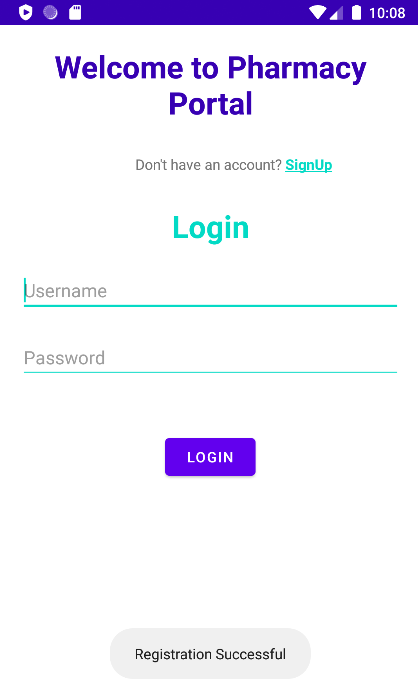 10:08
Welcome to Pharmacy
Portal
Don't have an account? SignUp
Login
Username
Password
LOGIN
Registration Successful